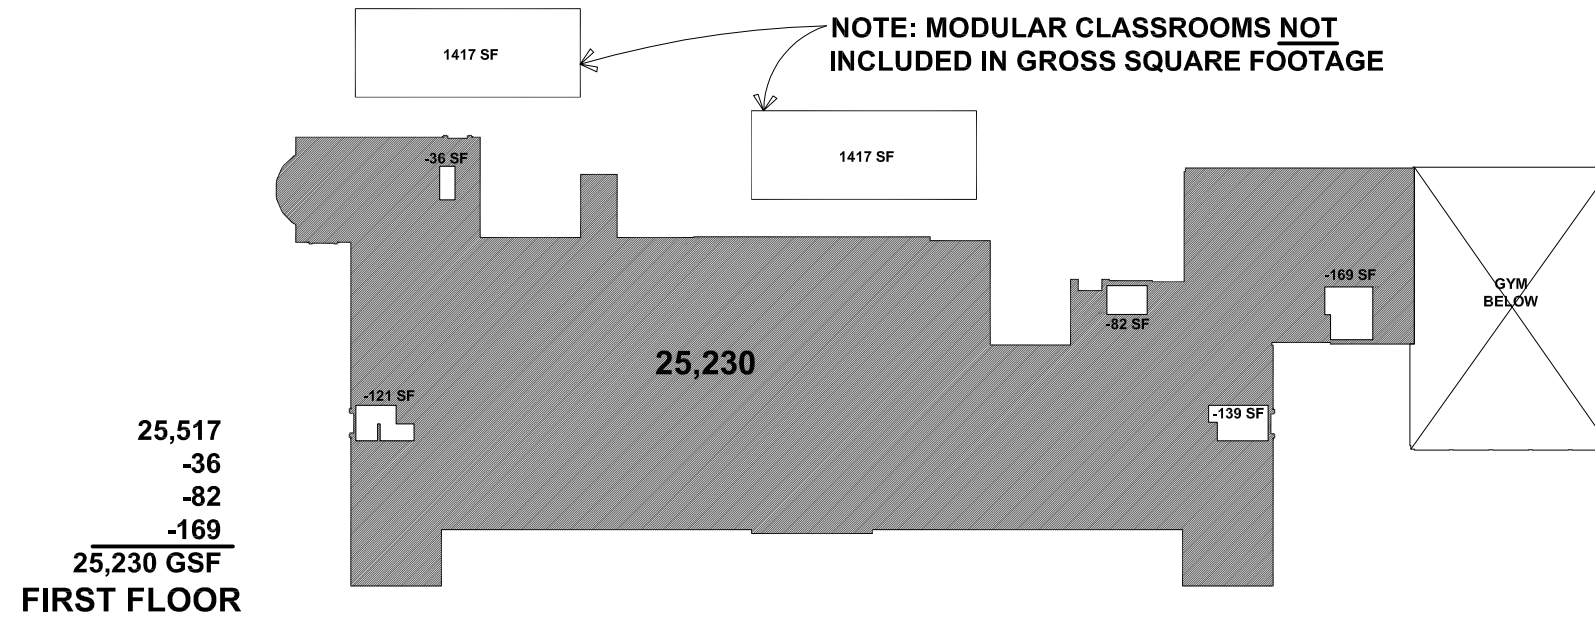 1417 SF
NOTE: MODULAR CLASSROOMS NOT
INCLUDED IN GROSS SQUARE FOOTAGE
1417 SF
-36 SF
-169 SF
GYM
BELOW
-82 SF
25,230
-121 SF
-139 SF
25,517
-36
-82
-169
25,230 GSF
FIRST FLOOR